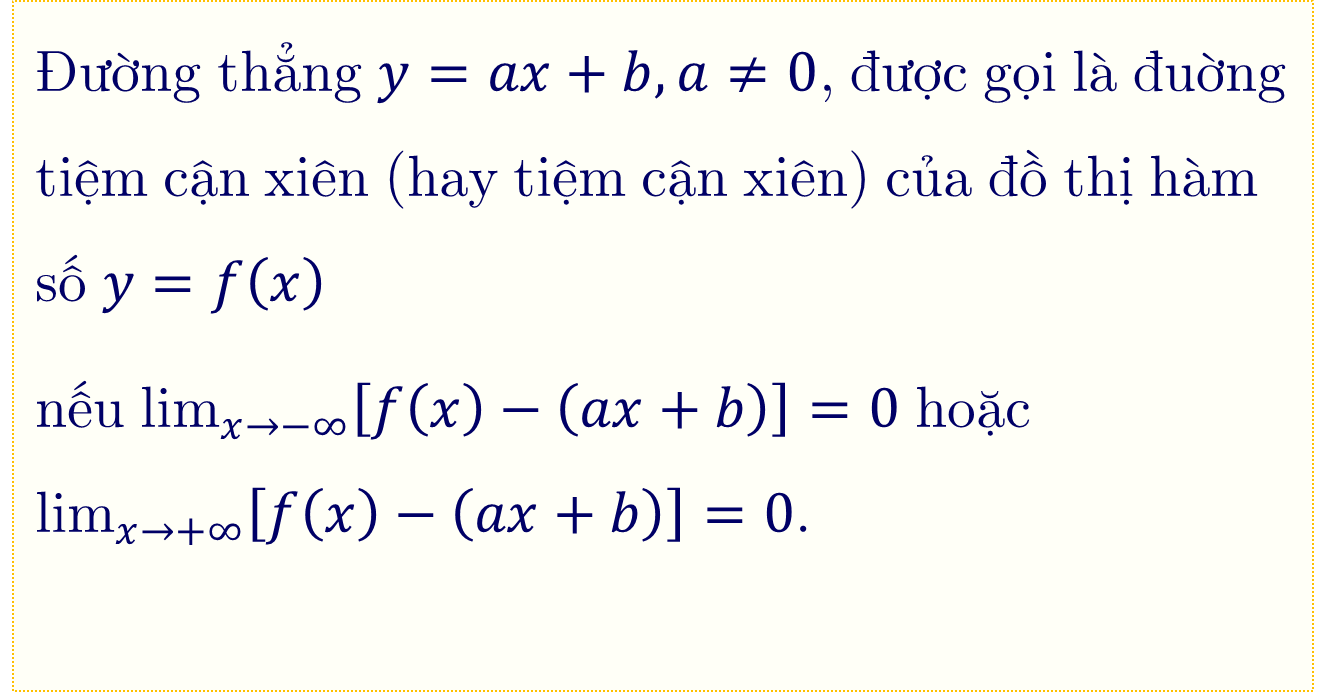 Đường thẳng y = ax + b, a ≠ 0, được gọi là đuờng
tiệm cận xiên (hay tiệm cận xiên) của đồ thị hàm
số y = f(x)
nếu lim_{x→−∞}[f(x) − (ax + b)] = 0 hoặc
lim_{x→+∞}[f(x) − (ax + b)] = 0.